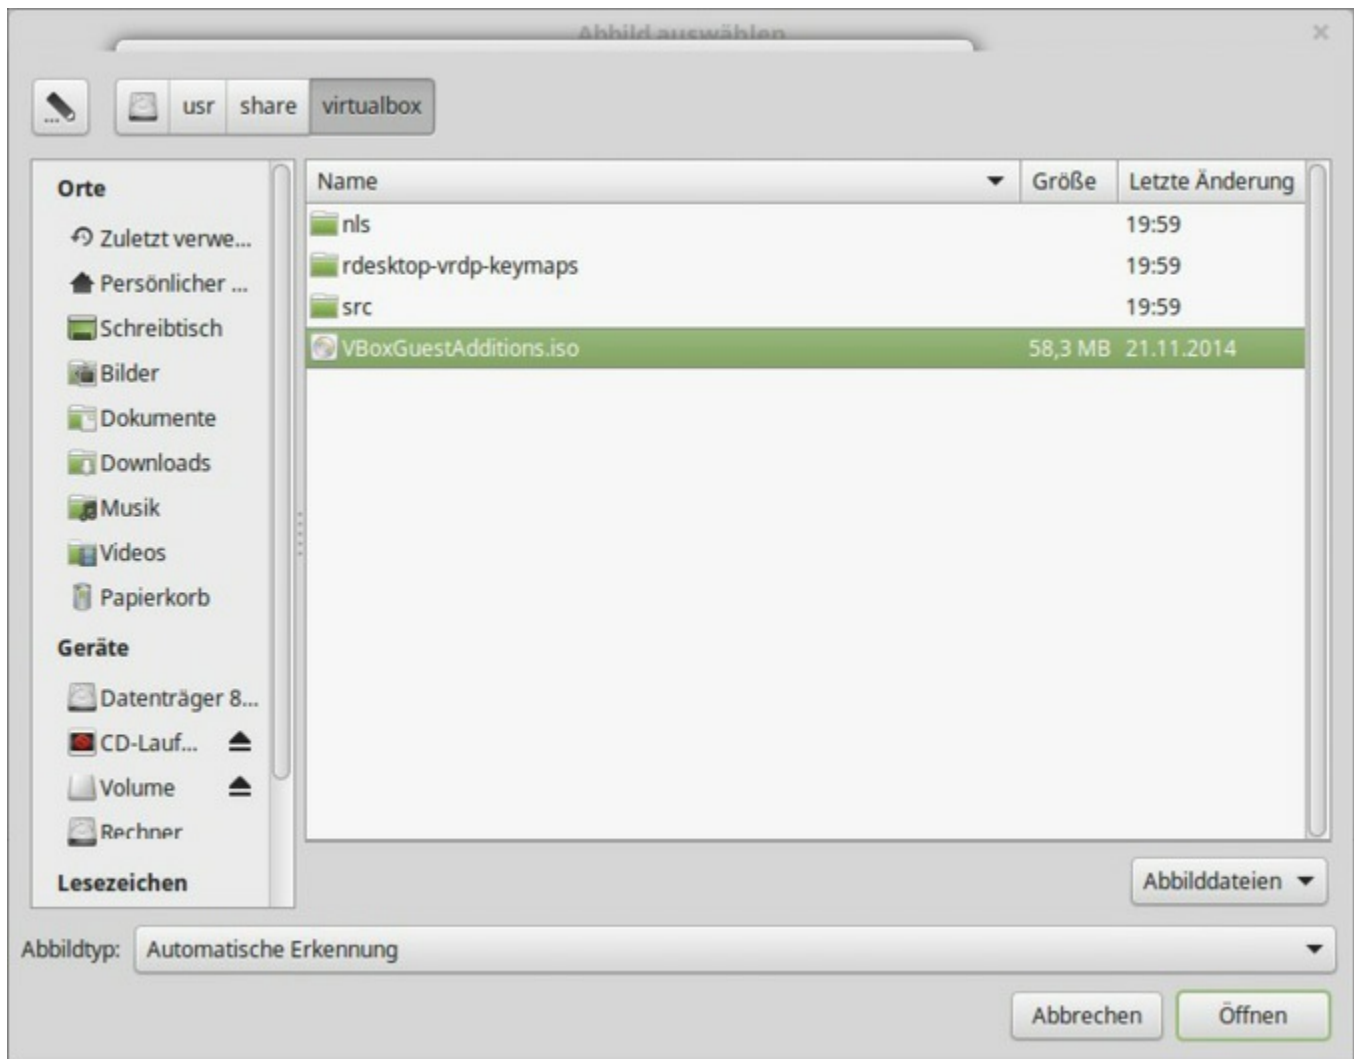 Abbild auswählen
usr share virtualbox
Orte
Zuletzt verwe...
Persönlicher ...
Schreibtisch
Bilder
Dokumente
Downloads
Musik
Videos
Papierkorb
Geräte
Datenträger 8...
CD-Lauf...
Volume
Rechner
Lesezeichen
Name Größe Letzte Änderung
nls 19:59
rdesktop-vrdp-keymaps 19:59
src 19:59
VBoxGuestAdditions.iso 58,3 MB 21.11.2014
Abbilddateien
Abbildtyp: Automatische Erkennung
Abbrechen Öffnen